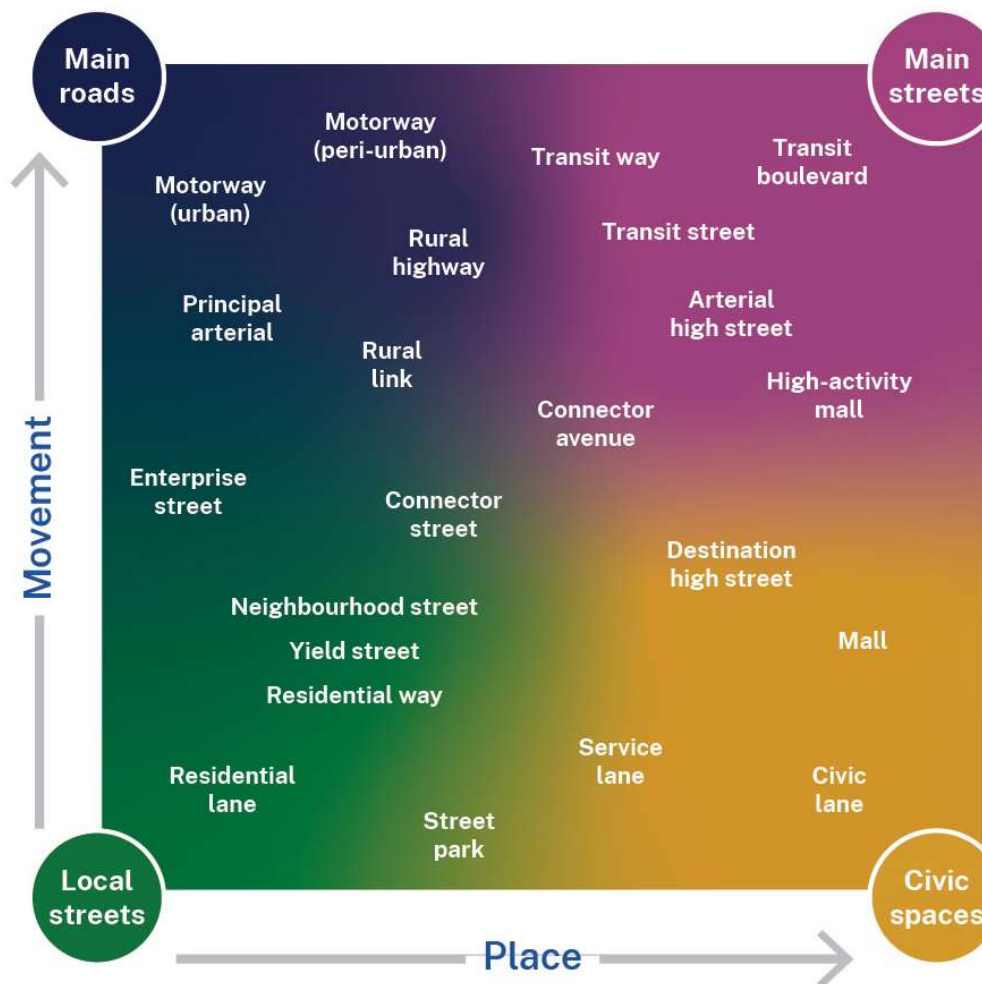 Main
roads
Main
streets
Motorway
(peri-urban)
Transit way
Transit
boulevard
Motorway
(urban)
Rural
highway
Transit street
Principal
arterial
Arterial
high street
Rural
link
High-activity
mall
Connector
avenue
Movement
Enterprise
street
Connector
street
Destination
high street
Neighbourhood street
Yield street
Mall
Residential way
Service
lane
Residential
lane
Civic
lane
Street
park
Local
streets
Civic
spaces
Place